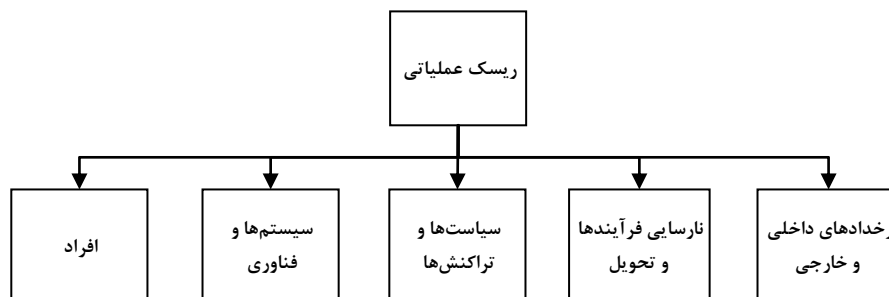 ریسک عملیاتی
رخدادهای داخلی
و خارجی
نارسایی فرآیندها
و تحویل
سیاست‌ها و
تراکنش‌ها
سیستم‌ها و
فناوری
افراد